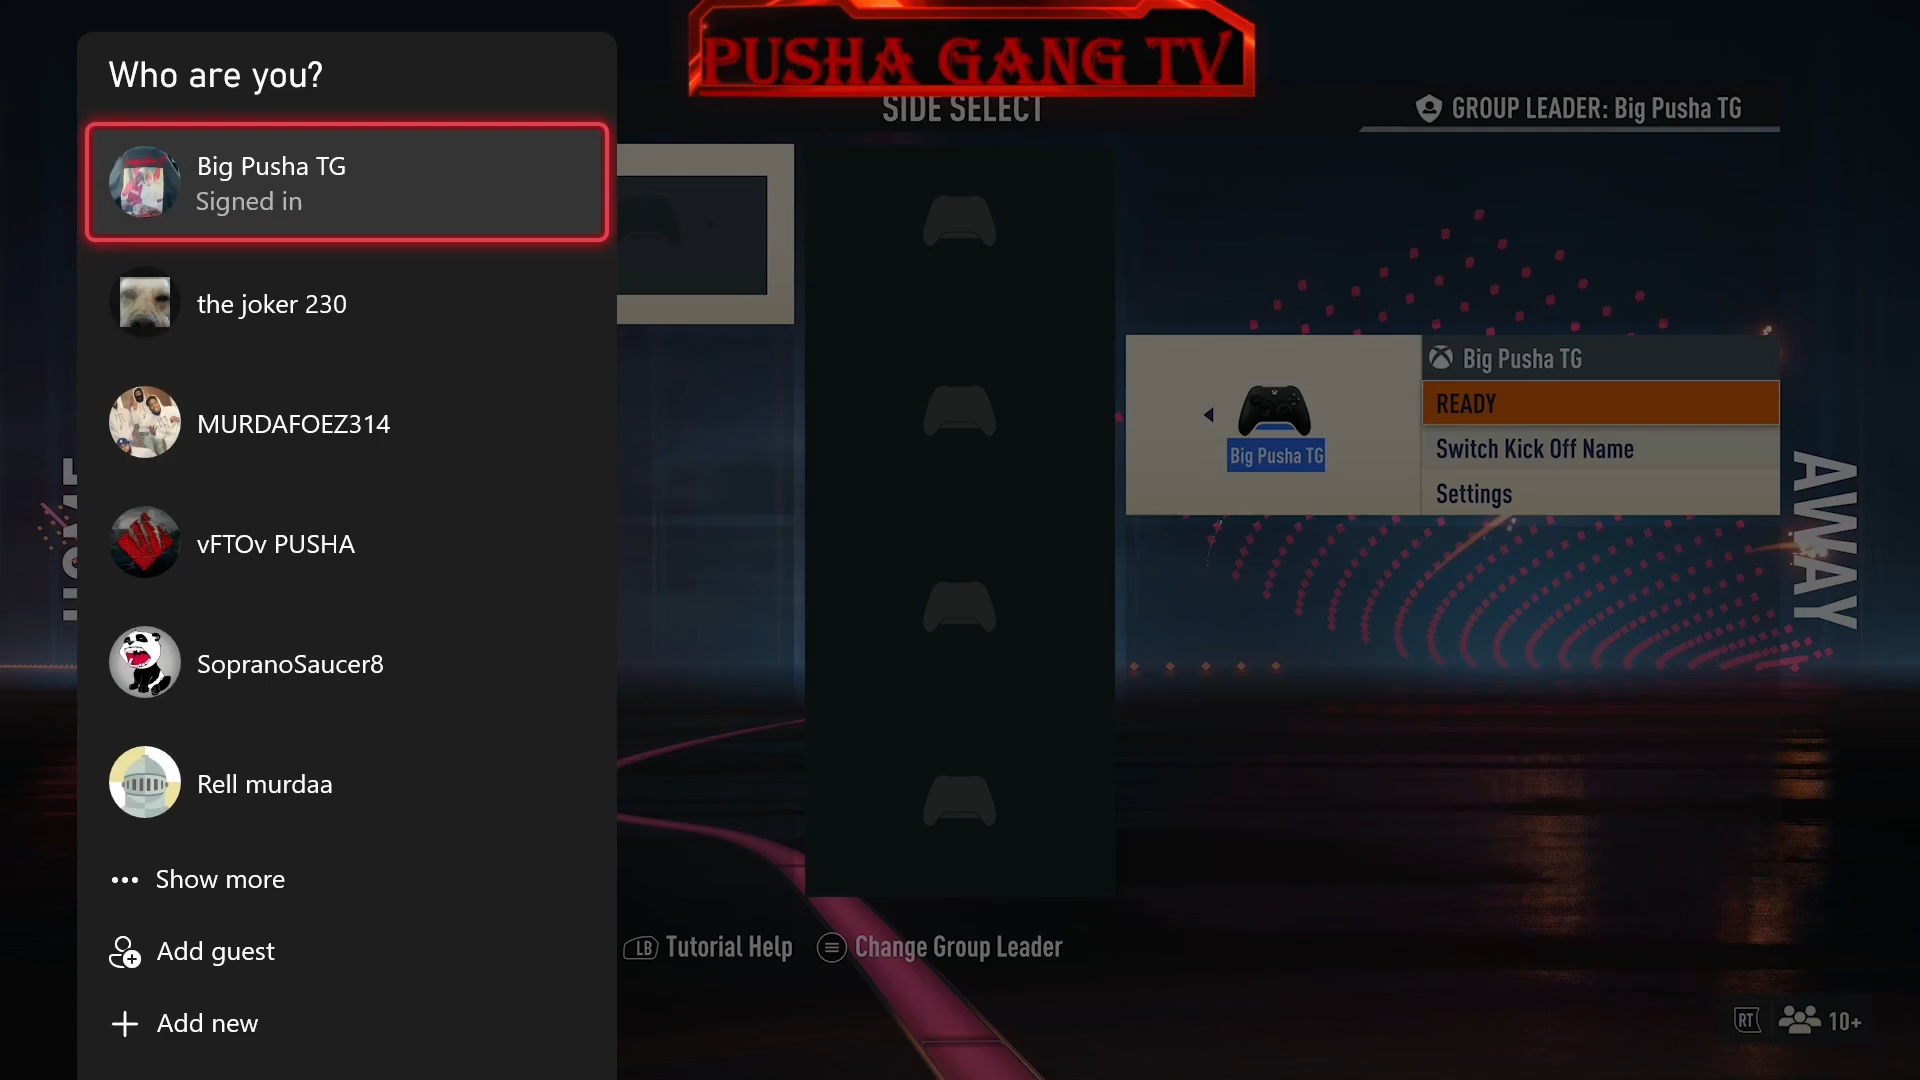 Who are you?
Big Pusha TG
Signed in
the joker 230
MURDAFOEZ314
vFTOv PUSHA
SopranoSaucer8
Rell murdaa
Show more
Add guest
Add new
PUSHA GANG TV
SIDE SELECT
GROUP LEADER: Big Pusha TG
Big Pusha TG
Big Pusha TG
READY
Switch Kick Off Name
Settings
AWAY
LB Tutorial Help
Change Group Leader
RT 10+